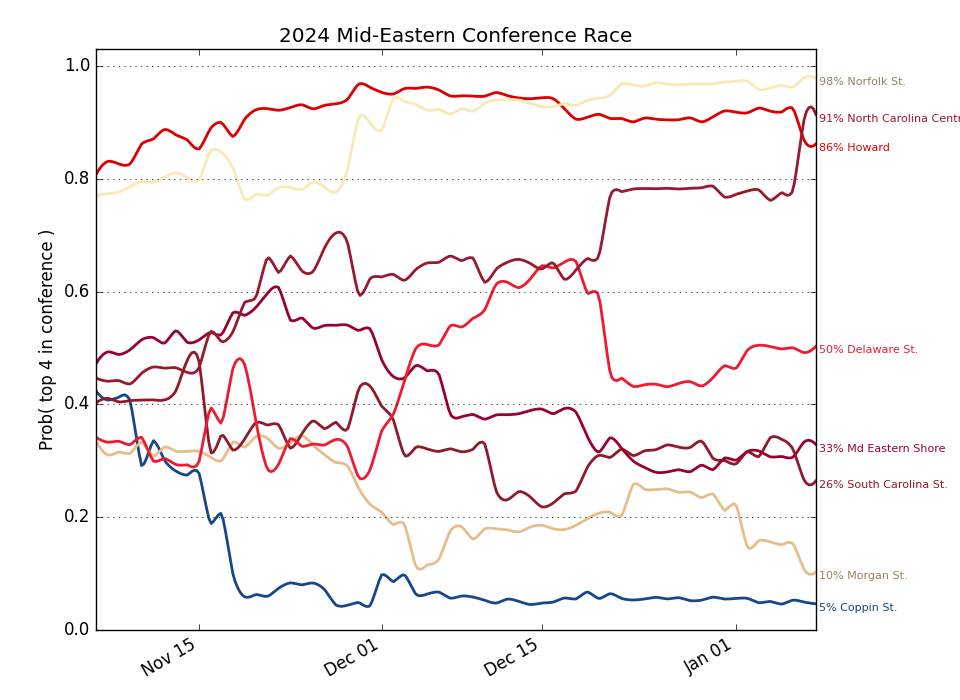 2024 Mid-Eastern Conference Race
Prob( top 4 in conference )
1.0
0.8
0.6
0.4
0.2
0.0
Nov 15
Dec 01
Dec 15
Jan 01
98% Norfolk St.
91% North Carolina Centr
86% Howard
50% Delaware St.
33% Md Eastern Shore
26% South Carolina St.
10% Morgan St.
5% Coppin St.